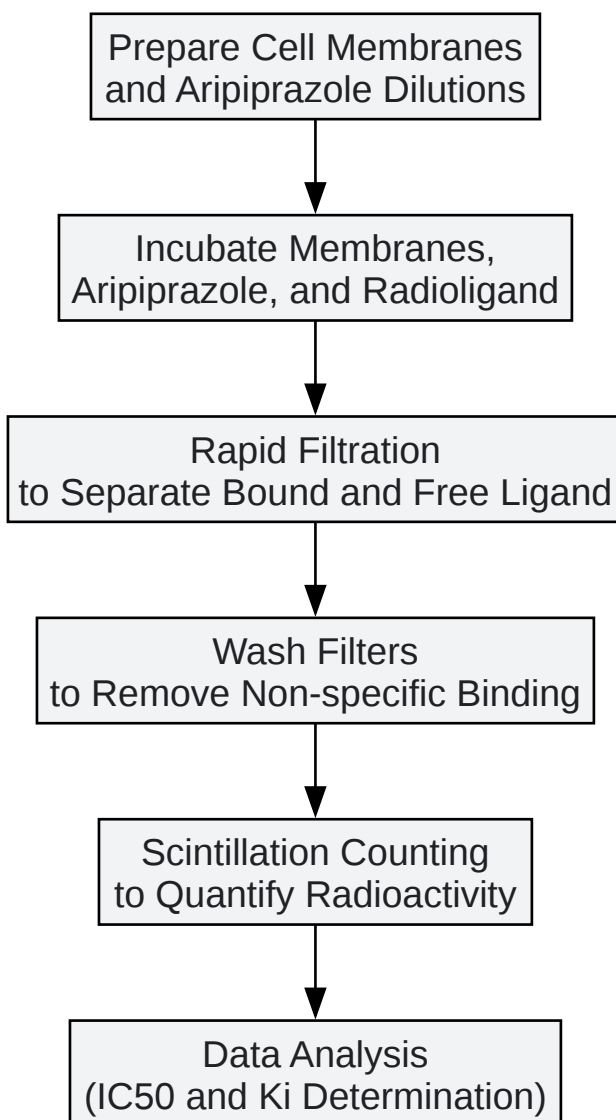 Prepare Cell Membranes
and Aripiprazole Dilutions
Incubate Membranes,
Aripiprazole, and Radioligand
Rapid Filtration
to Separate Bound and Free Ligand
Wash Filters
to Remove Non-specific Binding
Scintillation Counting
to Quantify Radioactivity
Data Analysis
(IC50 and Ki Determination)